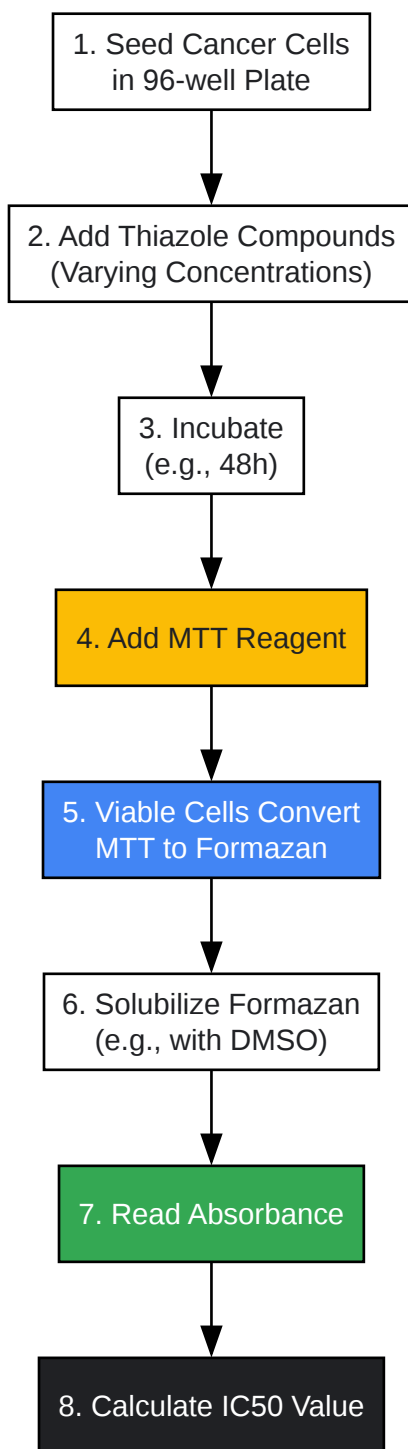 1. Seed Cancer Cells
in 96-well Plate
2. Add Thiazole Compounds
(Varying Concentrations)
3. Incubate
(e.g., 48h)
4. Add MTT Reagent
5. Viable Cells Convert
MTT to Formazan
6. Solubilize Formazan
(e.g., with DMSO)
7. Read Absorbance
8. Calculate IC50 Value